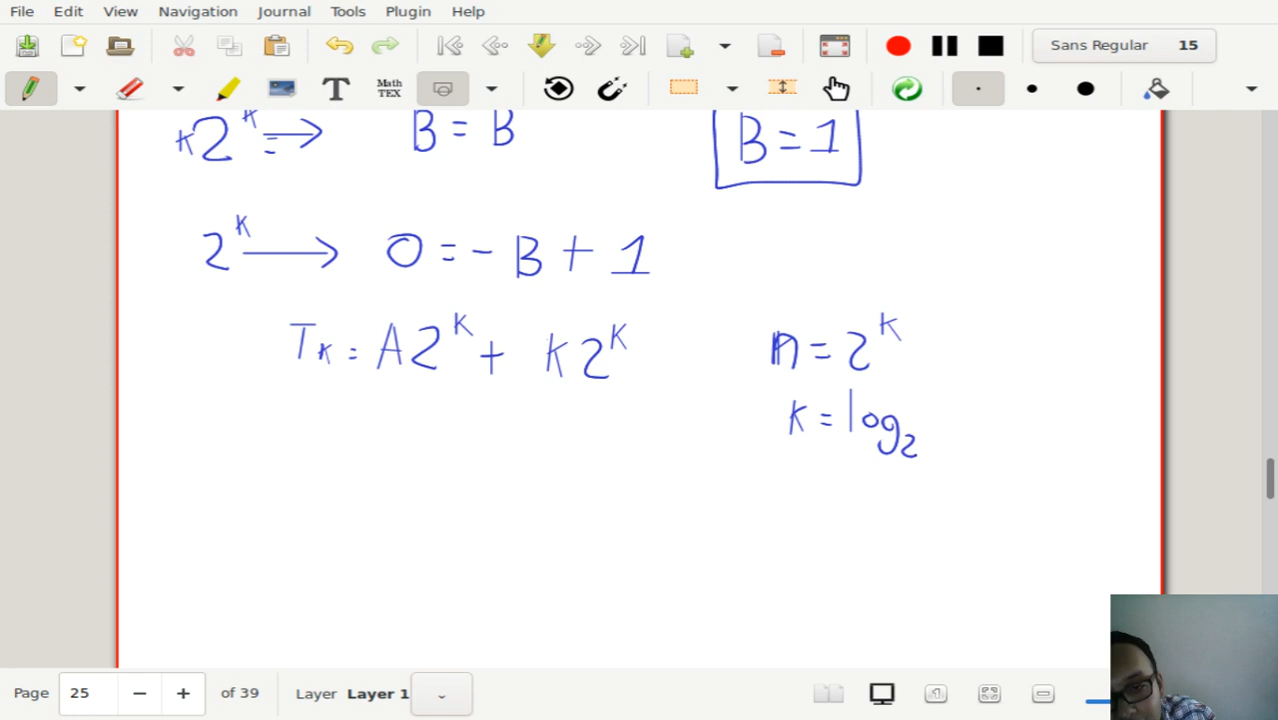 File Edit View Navigation Journal Tools Plugin Help
T Math TEX Sans Regular 15
K2^K = → B = B B = 1
2^K → 0 = - B + 1
T_K = A2^K + K2^K n = 2^K
K = log_2
Page 25 - + of 39 Layer Layer 1